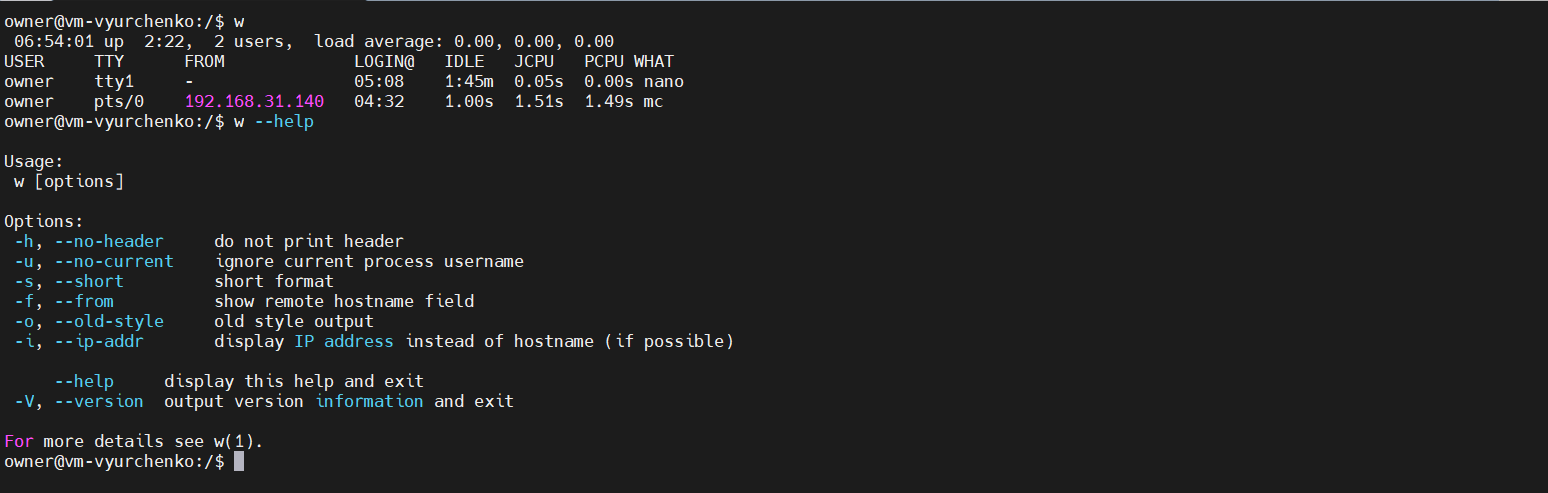 owner@vm-vyurchenko:/$ w
 06:54:01 up  2:22,  2 users,  load average: 0.00, 0.00, 0.00
USER     TTY      FROM             LOGIN@   IDLE   JCPU   PCPU WHAT
owner    tty1     -                05:08    1:45m  0.05s  0.00s nano
owner    pts/0    192.168.31.140   04:32    1.00s  1.51s  1.49s mc
owner@vm-vyurchenko:/$ w --help

Usage:
 w [options]

Options:
 -h, --no-header     do not print header
 -u, --no-current    ignore current process username
 -s, --short         short format
 -f, --from          show remote hostname field
 -o, --old-style     old style output
 -i, --ip-addr       display IP address instead of hostname (if possible)

     --help     display this help and exit
 -V, --version  output version information and exit

For more details see w(1).
owner@vm-vyurchenko:/$